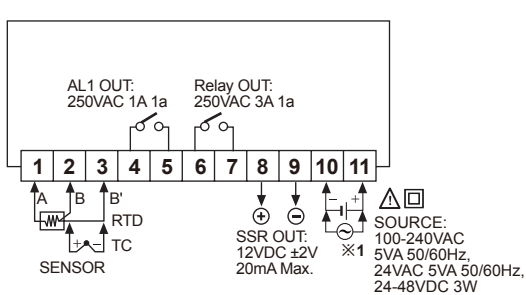 AL1 OUT:
250VAC 1A 1a
Relay OUT:
250VAC 3A 1a
1 2 3 4 5 6 7 8 9 10 11
A B B'
RTD
+ − TC
SENSOR
+ −
SSR OUT:
12VDC ±2V
20mA Max.
− +
※1
SOURCE:
100-240VAC
5VA 50/60Hz,
24VAC 5VA 50/60Hz,
24-48VDC 3W